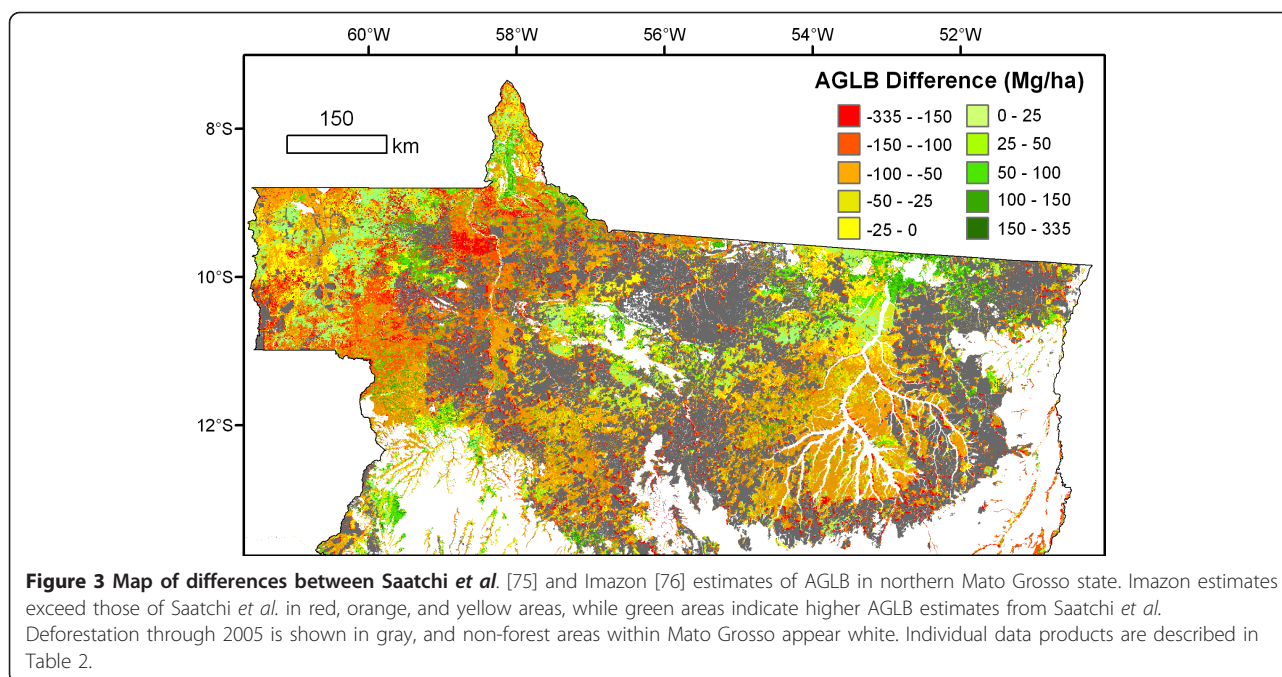 60°W 58°W 56°W 54°W 52°W
AGLB Difference (Mg/ha)
150
km
-335 - -150 0 - 25
-150 - -100 25 - 50
-100 - -50 50 - 100
-50 - -25 100 - 150
-25 - 0 150 - 335
8°S
10°S
12°S
Figure 3 Map of differences between Saatchi et al. [75] and Imazon [76] estimates of AGLB in northern Mato Grosso state. Imazon estimates
exceed those of Saatchi et al. in red, orange, and yellow areas, while green areas indicate higher AGLB estimates from Saatchi et al.
Deforestation through 2005 is shown in gray, and non-forest areas within Mato Grosso appear white. Individual data products are described in
Table 2.